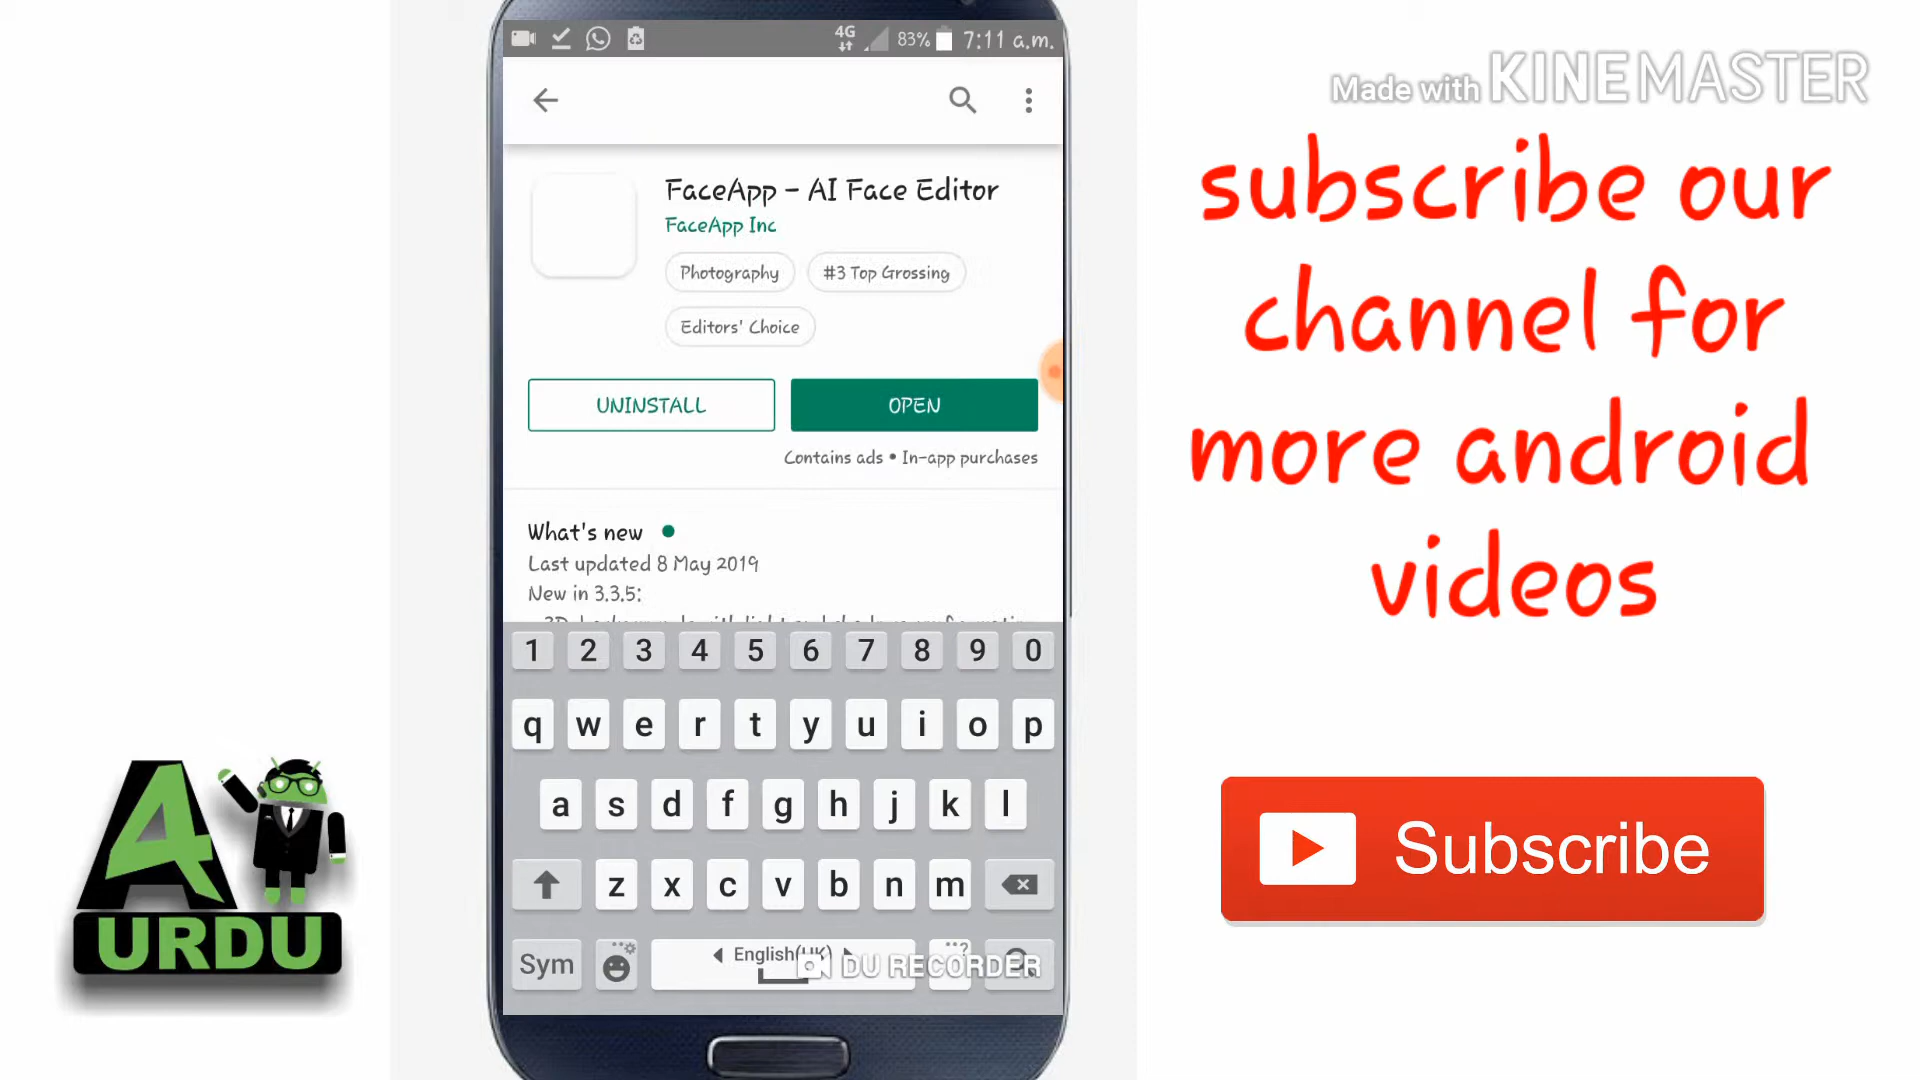 4G 83% 7:11 a.m.
Made with KINEMASTER
FaceApp – AI Face Editor
FaceApp Inc
Photography
#3 Top Grossing
Editors' Choice
UNINSTALL
OPEN
Contains ads • In-app purchases
What's new
Last updated 8 May 2019
New in 3.3.5:
1 2 3 4 5 6 7 8 9 0
q w e r t y u i o p
a s d f g h j k l
z x c v b n m
Sym
English(UK)
DU RECORDER
subscribe our
channel for
more android
videos
Subscribe
A
URDU